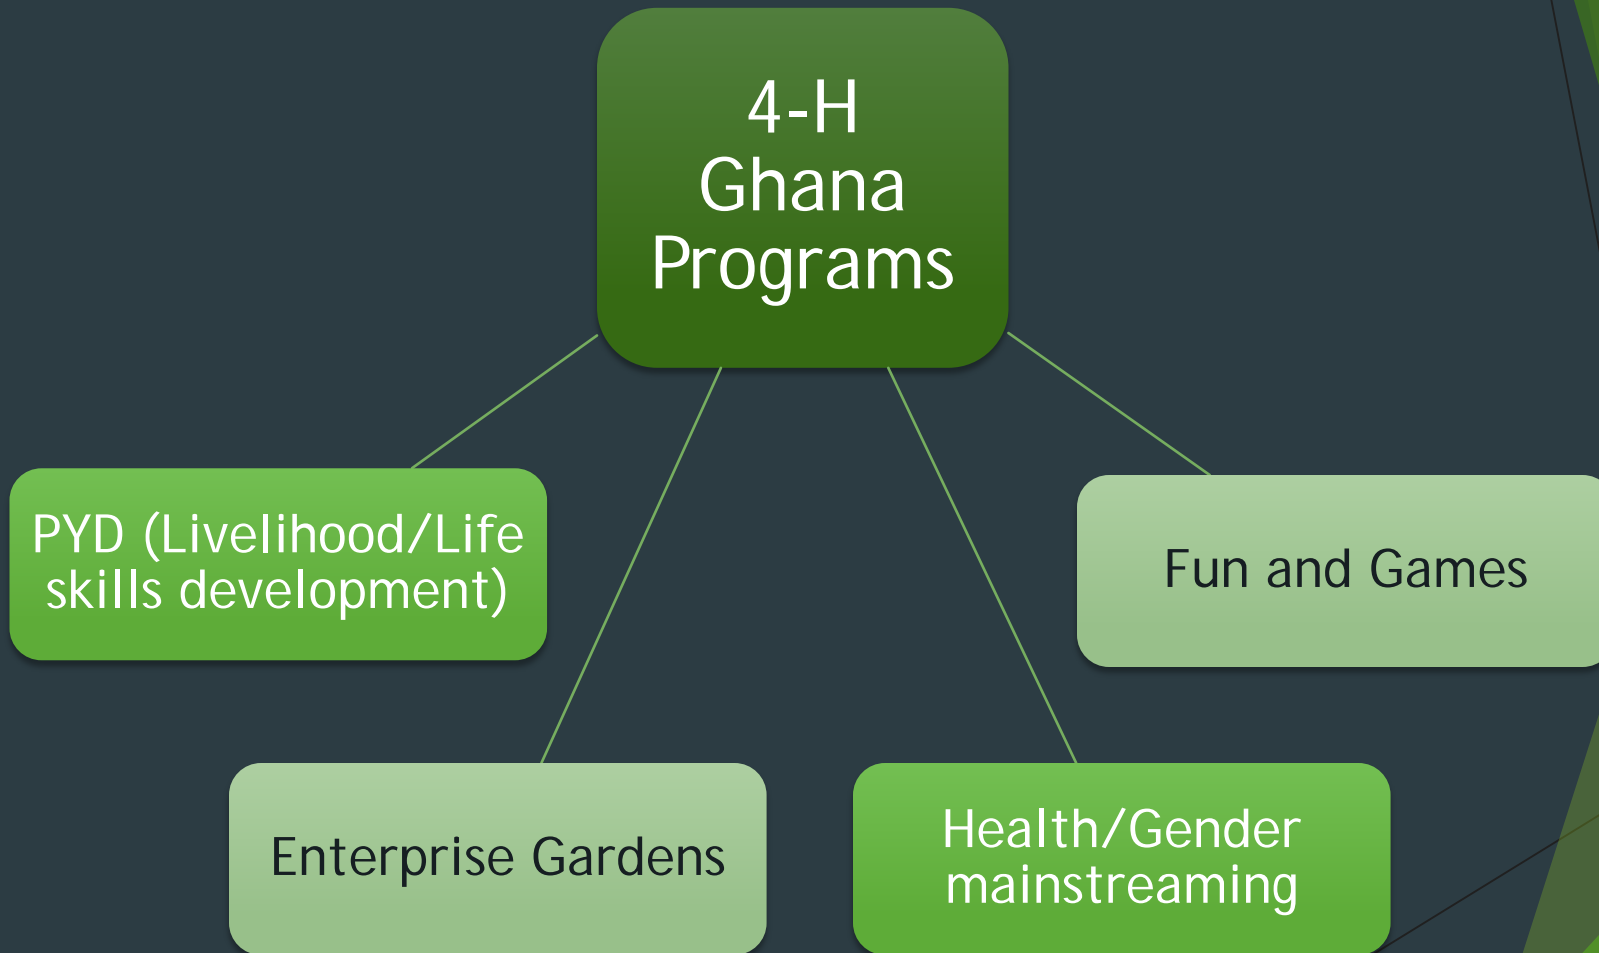 4-H
Ghana
Programs
PYD (Livelihood/Life
skills development)
Fun and Games
Enterprise Gardens
Health/Gender
mainstreaming